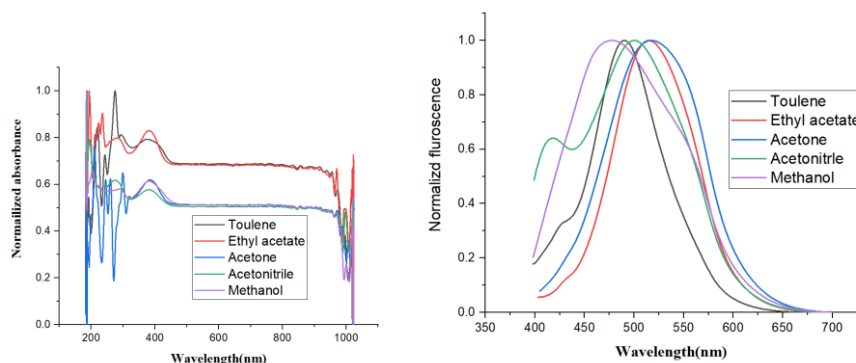 Normailized absorbance
1.0
0.8
0.6
0.4
0.2
0.0
Toulene
Ethyl acetate
Acetone
Acetonitrile
Methanol
200
400
600
800
1000
Wavelength(nm)
Normalizd fluroscence
1.0
0.8
0.6
0.4
0.2
0.0
Toulene
Ethyl acetate
Acetone
Acetonitrle
Methanol
350
400
450
500
550
600
650
700
Wavelength(nm)